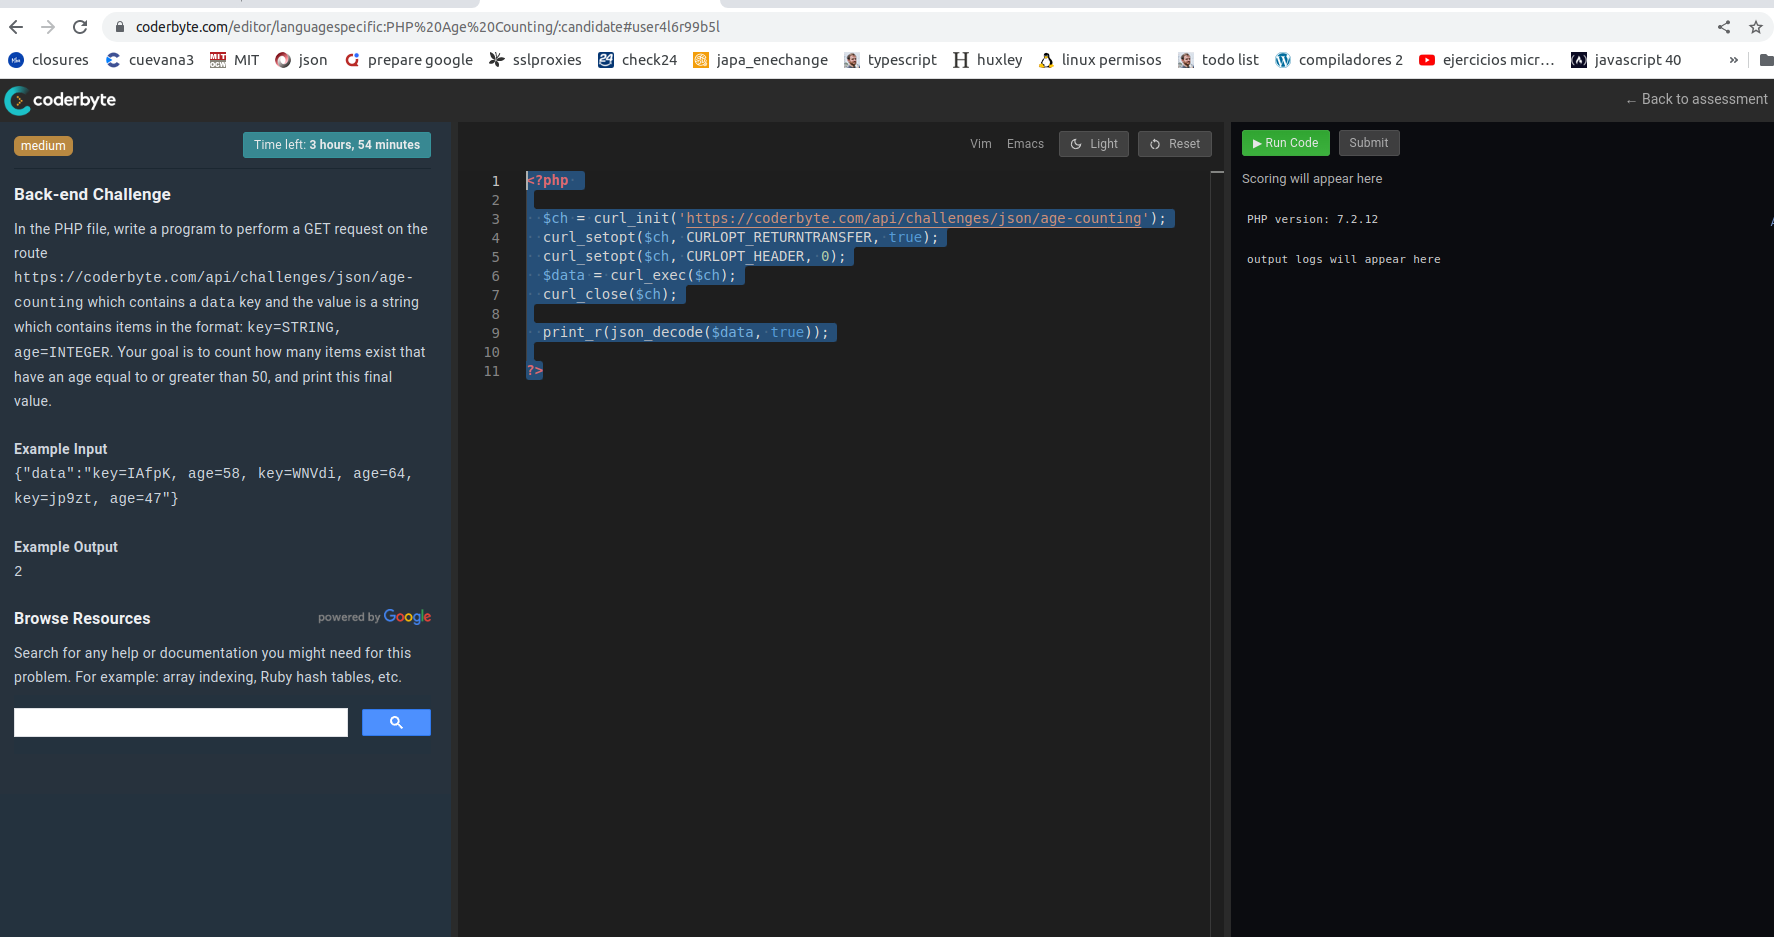 coderbyte.com/editor/languagespecific:PHP%20Age%20Counting/:candidate#user4l6r99b5l
closures cuevana3 MIT json prepare google sslproxies check24 japa_enechange typescript huxley linux permisos todo list compiladores 2 ejercicios micr... javascript 40 »
coderbyte
← Back to assessment
medium
Time left: 3 hours, 54 minutes
Back-end Challenge
In the PHP file, write a program to perform a GET request on the
route
https://coderbyte.com/api/challenges/json/age-
counting which contains a data key and the value is a string
which contains items in the format: key=STRING,
age=INTEGER. Your goal is to count how many items exist that
have an age equal to or greater than 50, and print this final
value.
Example Input
{"data":"key=IAfpK, age=58, key=WNVdi, age=64,
key=jp9zt, age=47"}
Example Output
2
Browse Resources
powered by Google
Search for any help or documentation you might need for this
problem. For example: array indexing, Ruby hash tables, etc.
Vim Emacs Light Reset
1 <?php
2
3 $ch = curl_init('https://coderbyte.com/api/challenges/json/age-counting');
4 curl_setopt($ch, CURLOPT_RETURNTRANSFER, true);
5 curl_setopt($ch, CURLOPT_HEADER, 0);
6 $data = curl_exec($ch);
7 curl_close($ch);
8
9 print_r(json_decode($data, true));
10
11 ?>
Run Code Submit
Scoring will appear here
PHP version: 7.2.12
output logs will appear here